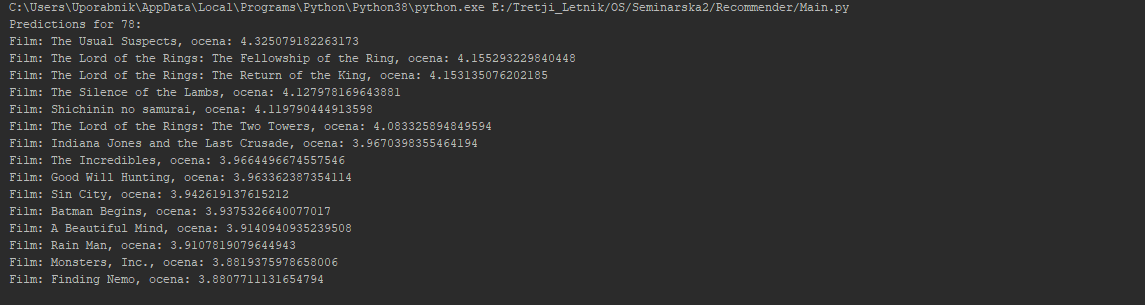 C:\Users\Uporabnik\AppData\Local\Programs\Python\Python38\python.exe E:/Tretji_Letnik/OS/Seminarska2/Recommender/Main.py
Predictions for 78:
Film: The Usual Suspects, ocena: 4.325079182263173
Film: The Lord of the Rings: The Fellowship of the Ring, ocena: 4.155293229840448
Film: The Lord of the Rings: The Return of the King, ocena: 4.153135076202185
Film: The Silence of the Lambs, ocena: 4.127978169643881
Film: Shichinin no samurai, ocena: 4.119790444913598
Film: The Lord of the Rings: The Two Towers, ocena: 4.083325894849594
Film: Indiana Jones and the Last Crusade, ocena: 3.9670398355464194
Film: The Incredibles, ocena: 3.9664496674557546
Film: Good Will Hunting, ocena: 3.963362387354114
Film: Sin City, ocena: 3.942619137615212
Film: Batman Begins, ocena: 3.9375326640077017
Film: A Beautiful Mind, ocena: 3.9140940935239508
Film: Rain Man, ocena: 3.9107819079644943
Film: Monsters, Inc., ocena: 3.8819375978658006
Film: Finding Nemo, ocena: 3.8807711131654794